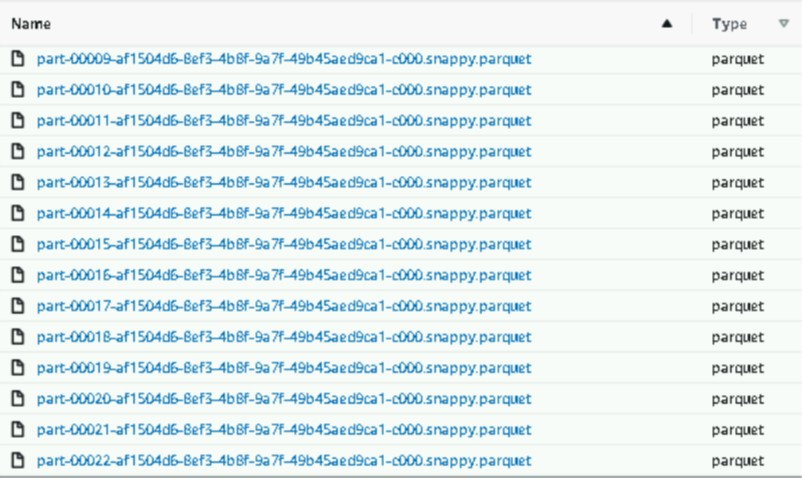 Name Type
part-00009-af1504d6-8ef3-4b8f-9a7f-49b45aed9ca1-c000.snappy.parquet parquet
part-00010-af1504d6-8ef3-4b8f-9a7f-49b45aed9ca1-c000.snappy.parquet parquet
part-00011-af1504d6-8ef3-4b8f-9a7f-49b45aed9ca1-c000.snappy.parquet parquet
part-00012-af1504d6-8ef3-4b8f-9a7f-49b45aed9ca1-c000.snappy.parquet parquet
part-00013-af1504d6-8ef3-4b8f-9a7f-49b45aed9ca1-c000.snappy.parquet parquet
part-00014-af1504d6-8ef3-4b8f-9a7f-49b45aed9ca1-c000.snappy.parquet parquet
part-00015-af1504d6-8ef3-4b8f-9a7f-49b45aed9ca1-c000.snappy.parquet parquet
part-00016-af1504d6-8ef3-4b8f-9a7f-49b45aed9ca1-c000.snappy.parquet parquet
part-00017-af1504d6-8ef3-4b8f-9a7f-49b45aed9ca1-c000.snappy.parquet parquet
part-00018-af1504d6-8ef3-4b8f-9a7f-49b45aed9ca1-c000.snappy.parquet parquet
part-00019-af1504d6-8ef3-4b8f-9a7f-49b45aed9ca1-c000.snappy.parquet parquet
part-00020-af1504d6-8ef3-4b8f-9a7f-49b45aed9ca1-c000.snappy.parquet parquet
part-00021-af1504d6-8ef3-4b8f-9a7f-49b45aed9ca1-c000.snappy.parquet parquet
part-00022-af1504d6-8ef3-4b8f-9a7f-49b45aed9ca1-c000.snappy.parquet parquet